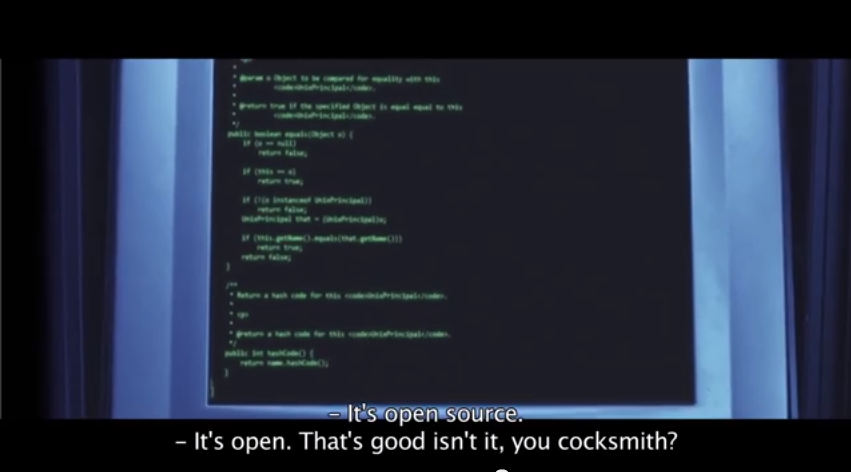 <p>
*
* @param o Object to be compared for equality with this
* <code>UnixPrincipal</code>.
*
* @return true if the specified Object is equal equal to this
* <code>UnixPrincipal</code>.
*/
public boolean equals(Object o) {
if (o == null)
return false;
if (this == o)
return true;
if (!(o instanceof UnixPrincipal))
return false;
UnixPrincipal that = (UnixPrincipal)o;
if (this.getName().equals(that.getName()))
return true;
return false;
}
/**
* Return a hash code for this <code>UnixPrincipal</code>.
*
* <p>
*
* @return a hash code for this <code>UnixPrincipal</code>.
*/
public int hashCode() {
return name.hashCode();
}
}
– It's open source.
– It's open. That's good isn't it, you cocksmith?